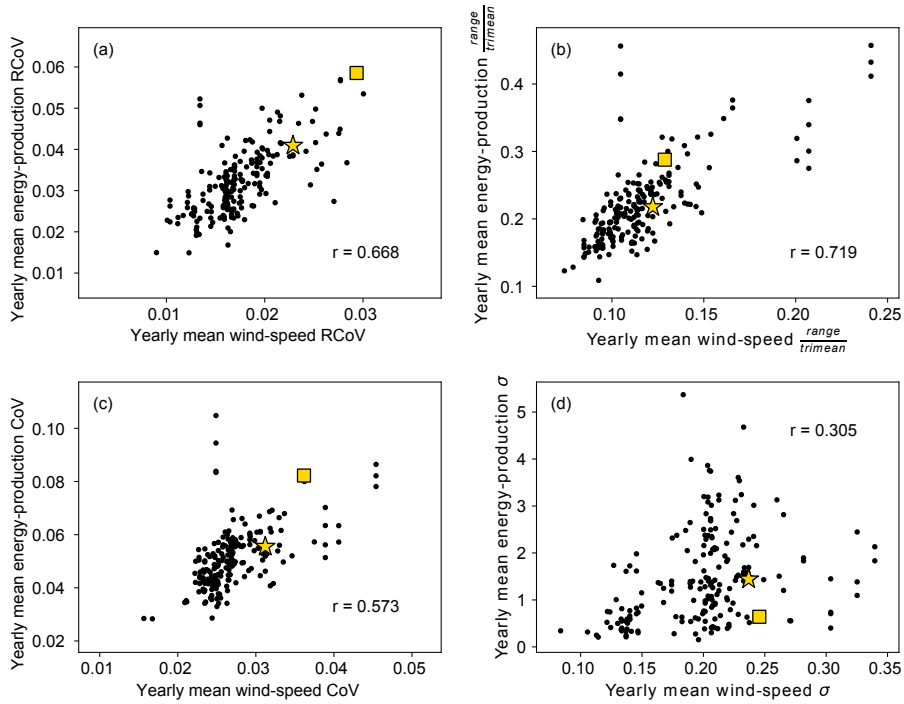 (a)
Yearly mean energy-production RCoV
0.06
0.05
0.04
0.03
0.02
0.01
r = 0.668
0.01 0.02 0.03
Yearly mean wind-speed RCoV
(b)
Yearly mean energy-production range/trimean
0.4
0.3
0.2
0.1
r = 0.719
0.10 0.15 0.20 0.25
Yearly mean wind-speed range/trimean
(c)
Yearly mean energy-production CoV
0.10
0.08
0.06
0.04
0.02
r = 0.573
0.01 0.02 0.03 0.04 0.05
Yearly mean wind-speed CoV
(d)
Yearly mean energy-production σ
5
4
3
2
1
0
r = 0.305
0.10 0.15 0.20 0.25 0.30 0.35
Yearly mean wind-speed σ